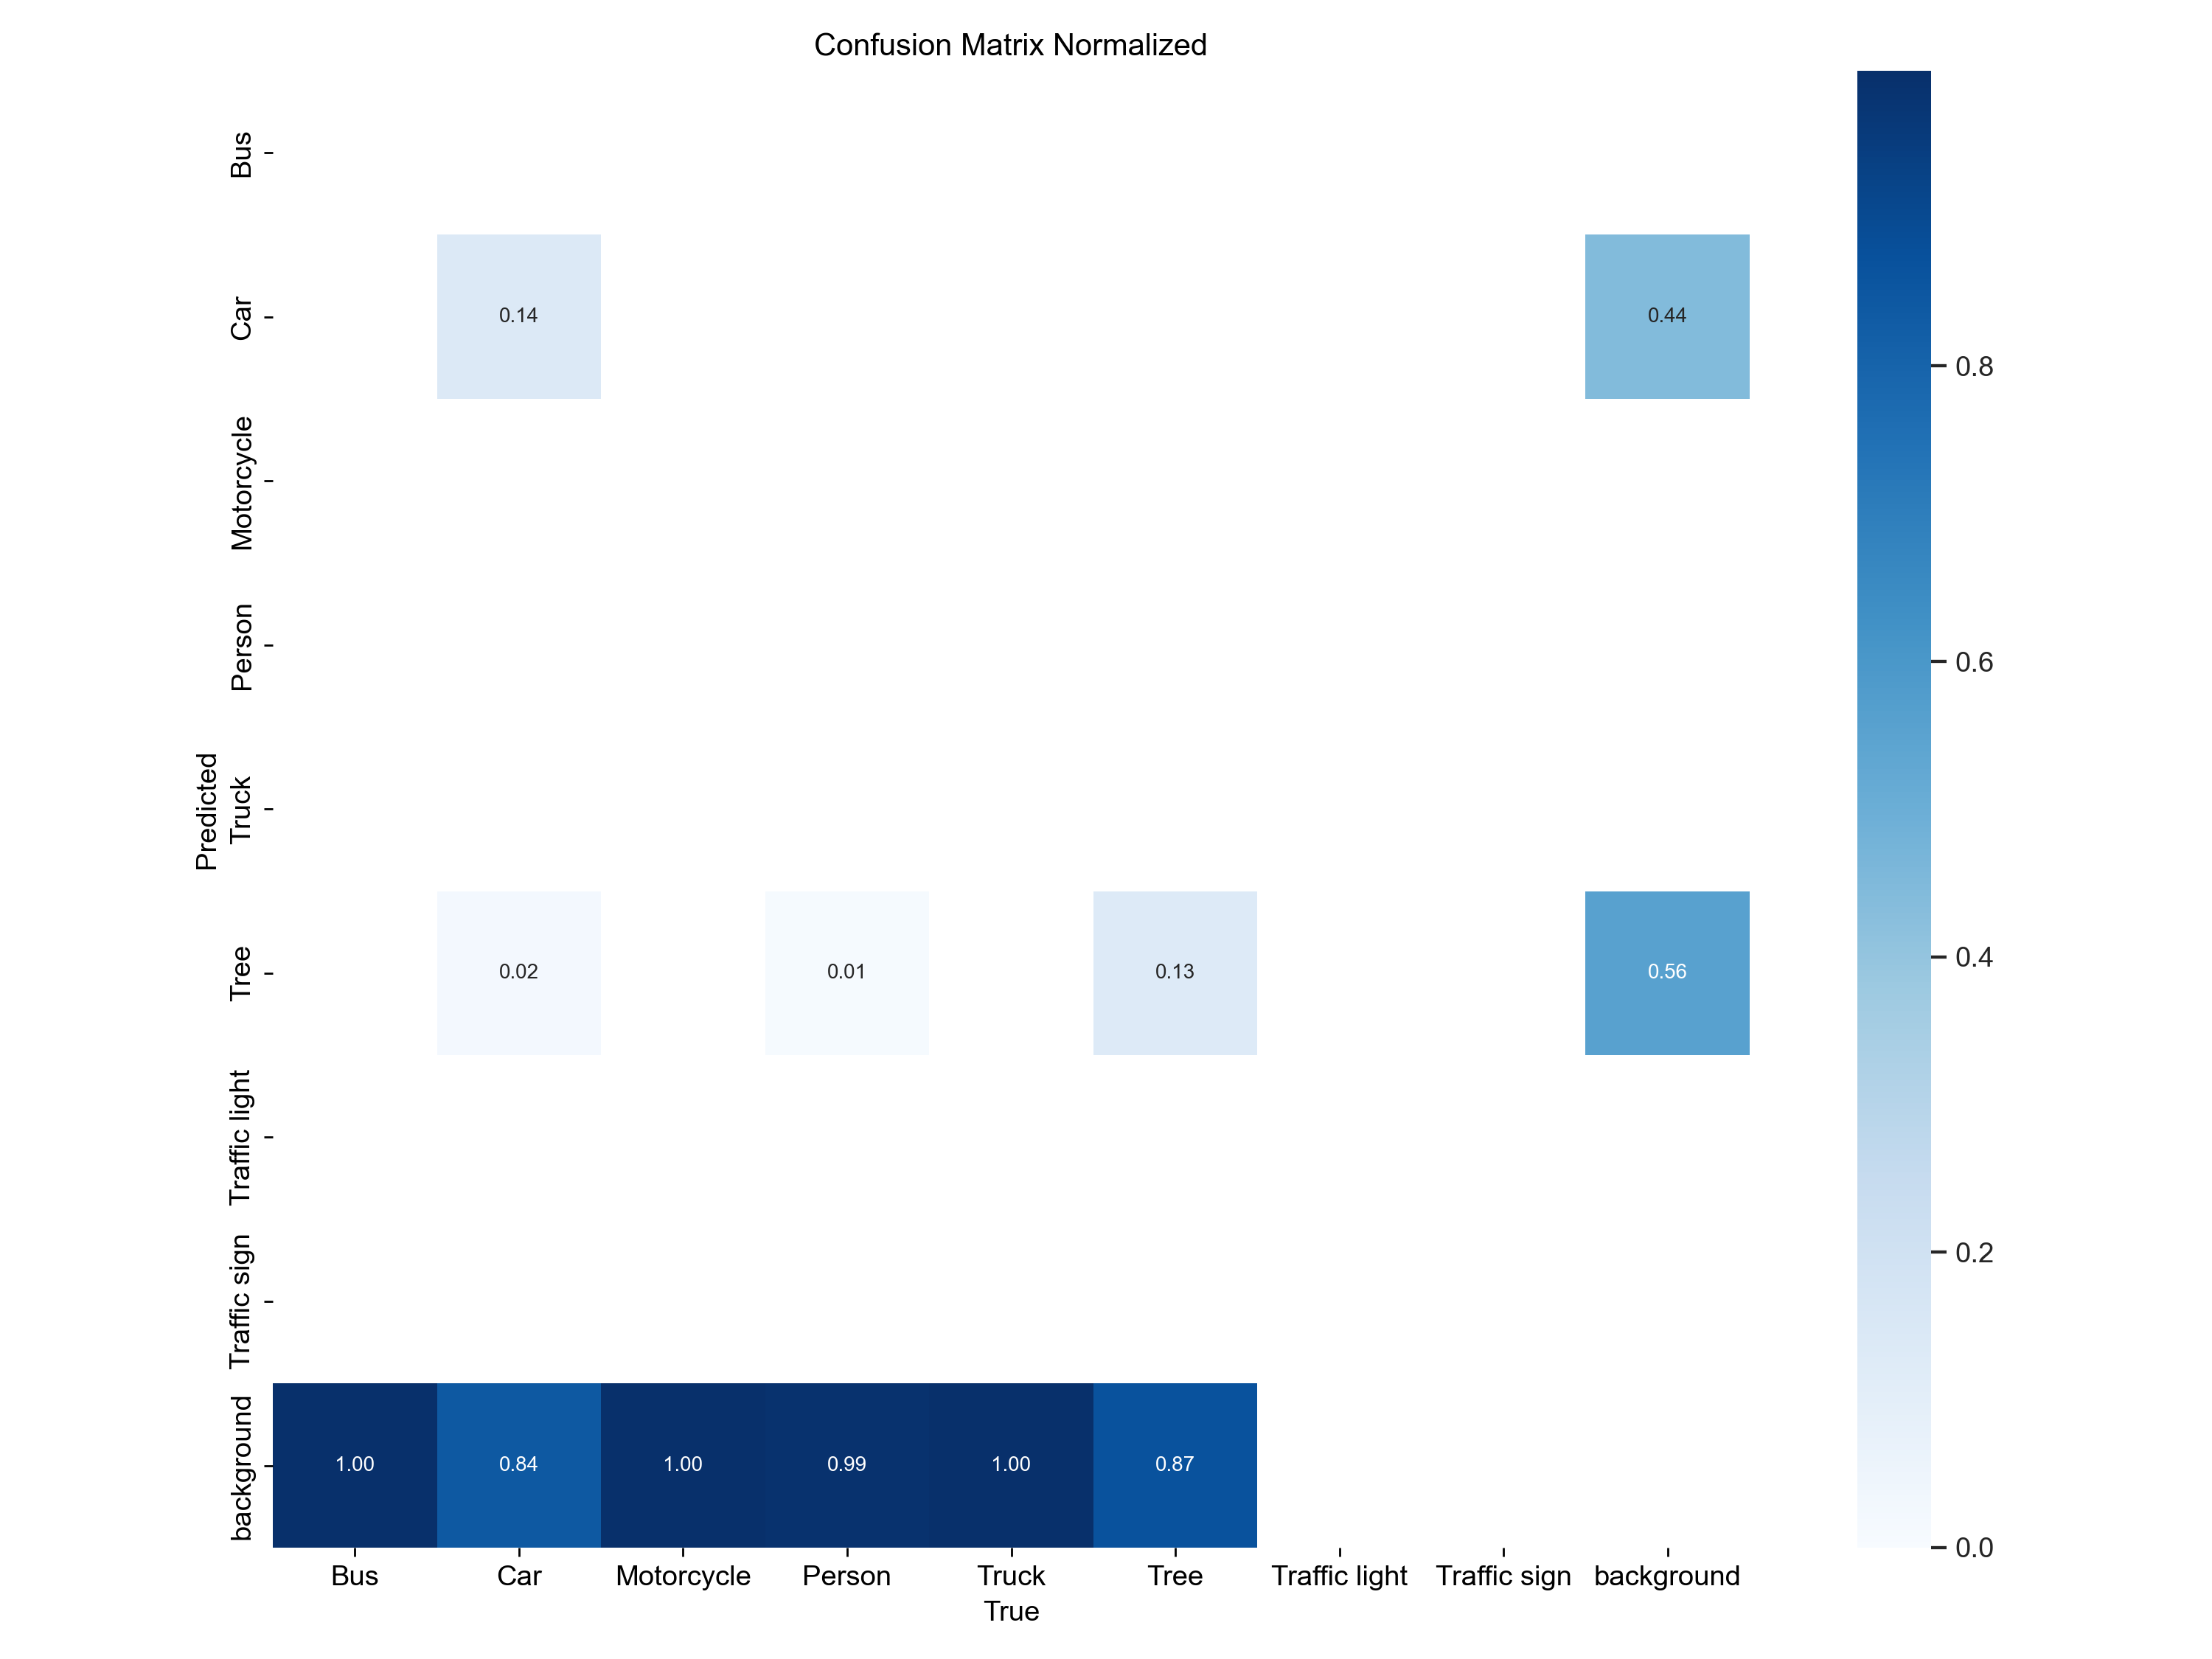 Confusion Matrix Normalized
Bus
Car
0.14
0.44
0.8
Motorcycle
Person
0.6
Predicted
Truck
Tree
0.02
0.01
0.13
0.56
0.4
Traffic light
Traffic sign
0.2
background
1.00
0.84
1.00
0.99
1.00
0.87
0.0
Bus
Car
Motorcycle
Person
Truck
Tree
Traffic light
Traffic sign
background
True